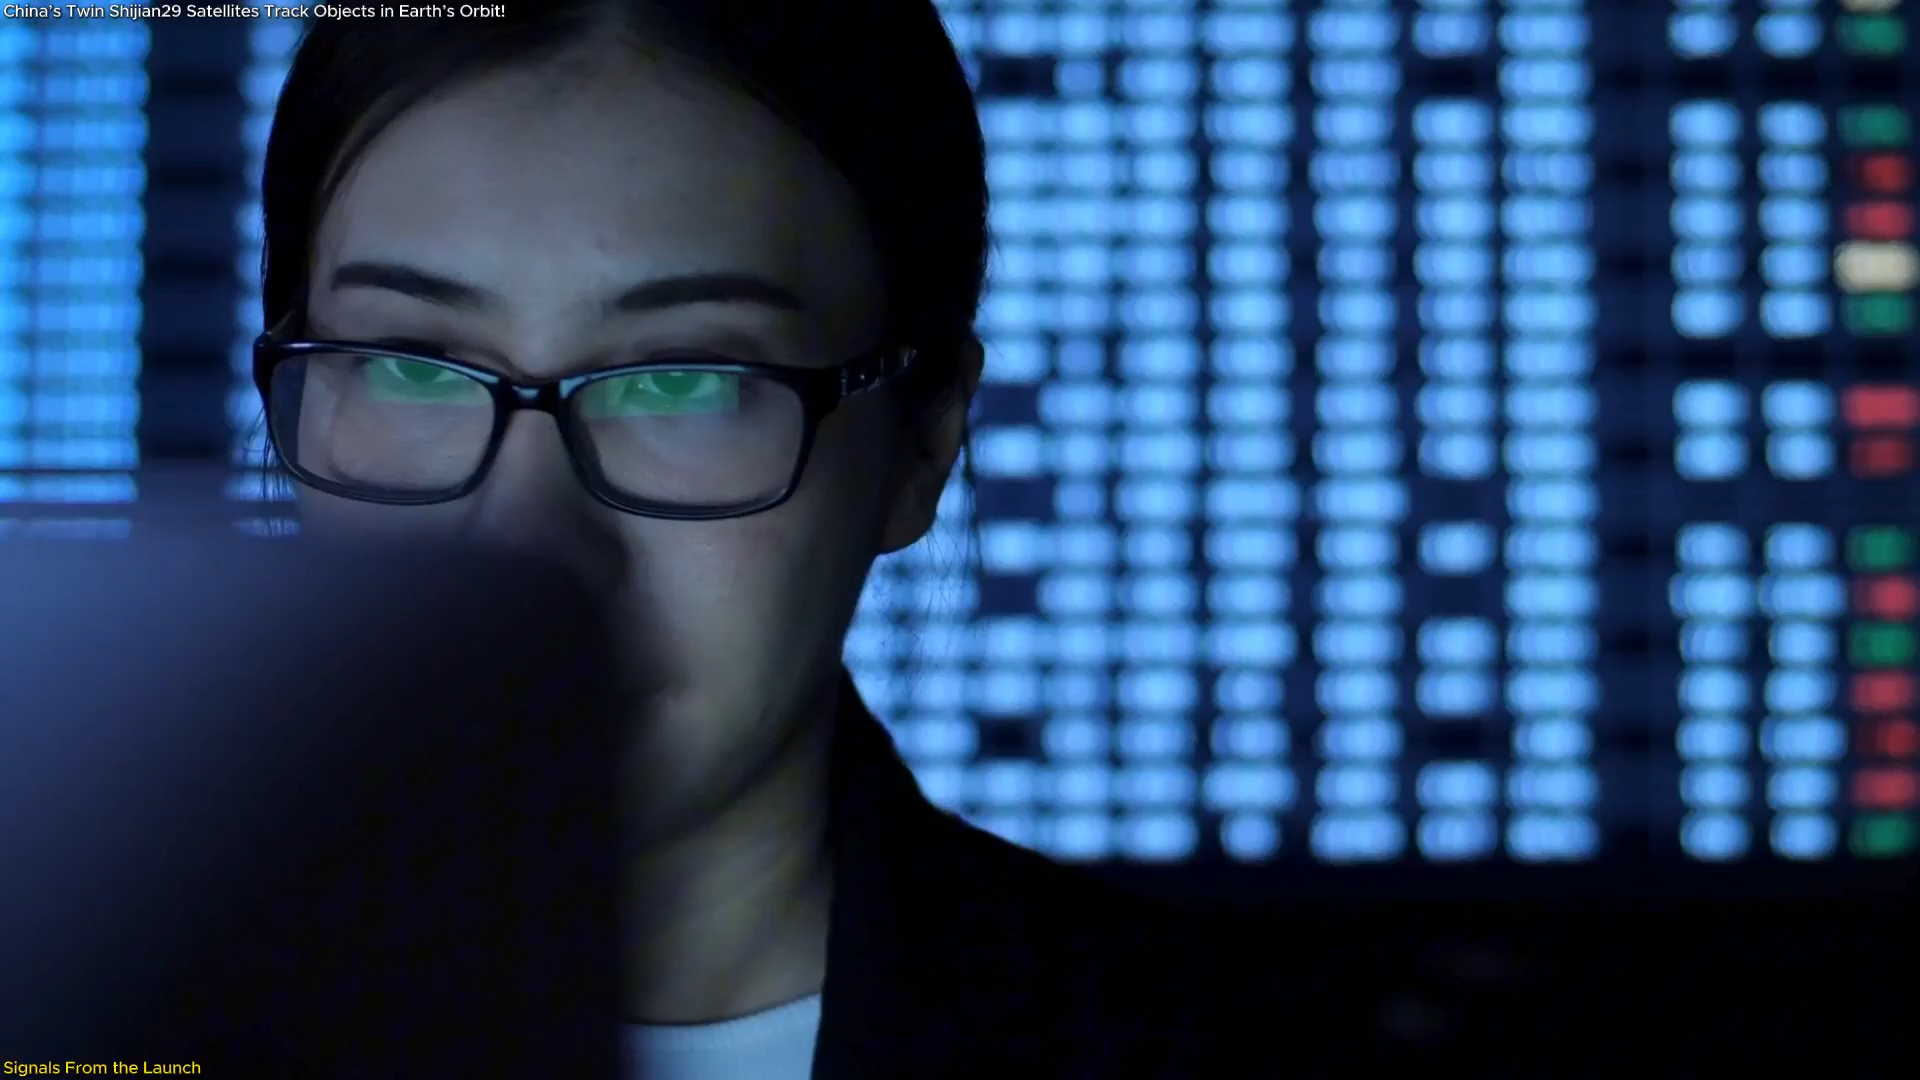 China's Twin Shijian29 Satellites Track Objects in Earth's Orbit!
Signals From the Launch